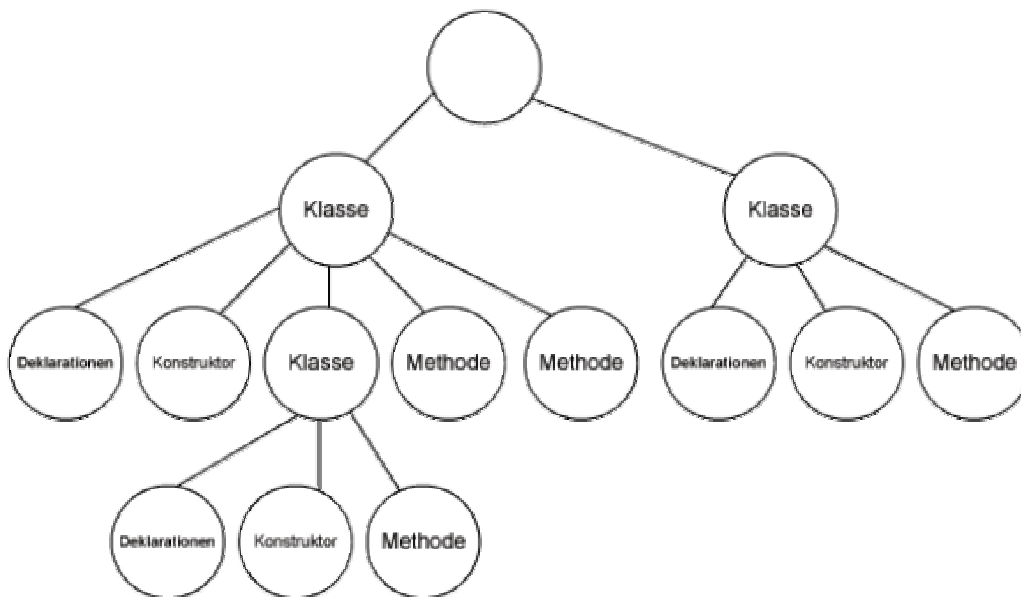 Klasse
Klasse
Deklarationen
Konstruktor
Klasse
Methode
Methode
Deklarationen
Konstruktor
Methode
Deklarationen
Konstruktor
Methode